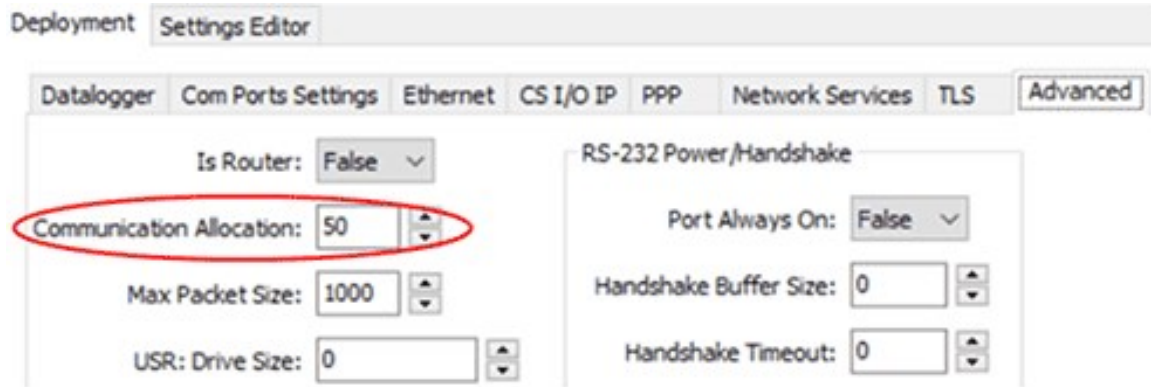 Deployment Settings Editor
Datalogger Com Ports Settings Ethernet CS I/O IP PPP Network Services TLS Advanced
Is Router: False
Communication Allocation: 50
Max Packet Size: 1000
USR: Drive Size: 0
RS-232 Power/Handshake
Port Always On: False
Handshake Buffer Size: 0
Handshake Timeout: 0